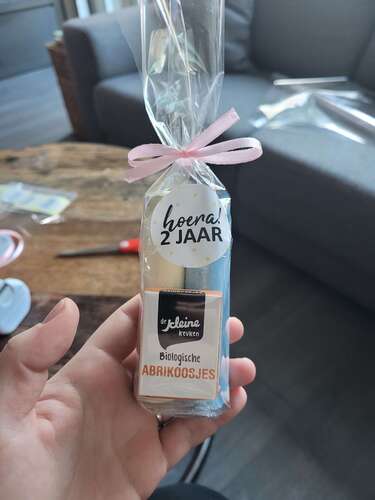 hoera!
2 JAAR
de kleine
keuken
Biologische
ABRIKOOSJES